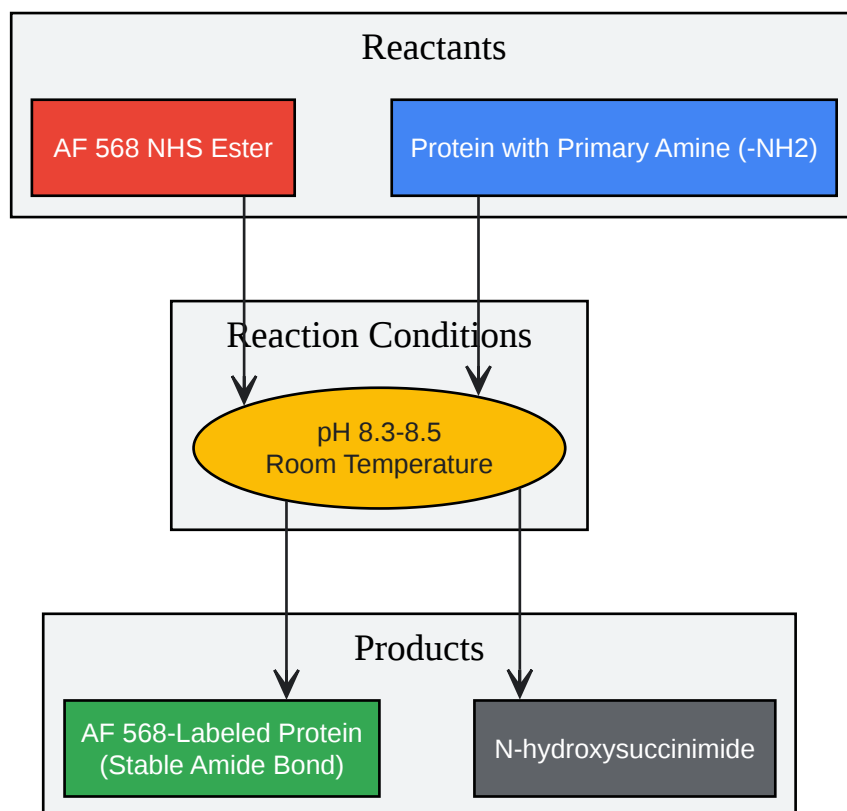 Reactants
AF 568 NHS Ester
Protein with Primary Amine (-NH2)
Reaction Conditions
pH 8.3-8.5
Room Temperature
Products
AF 568-Labeled Protein
(Stable Amide Bond)
N-hydroxysuccinimide